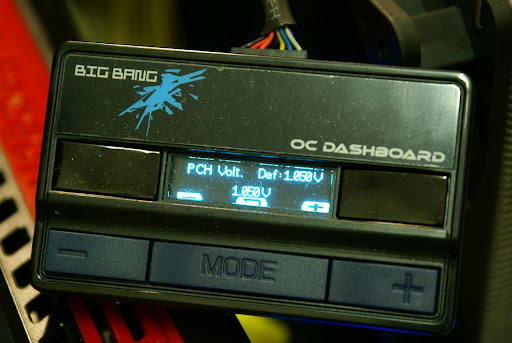 BIG BANG
OC DASHBOARD
PCH Volt. Def:1.050V
1.050V
− MODE +